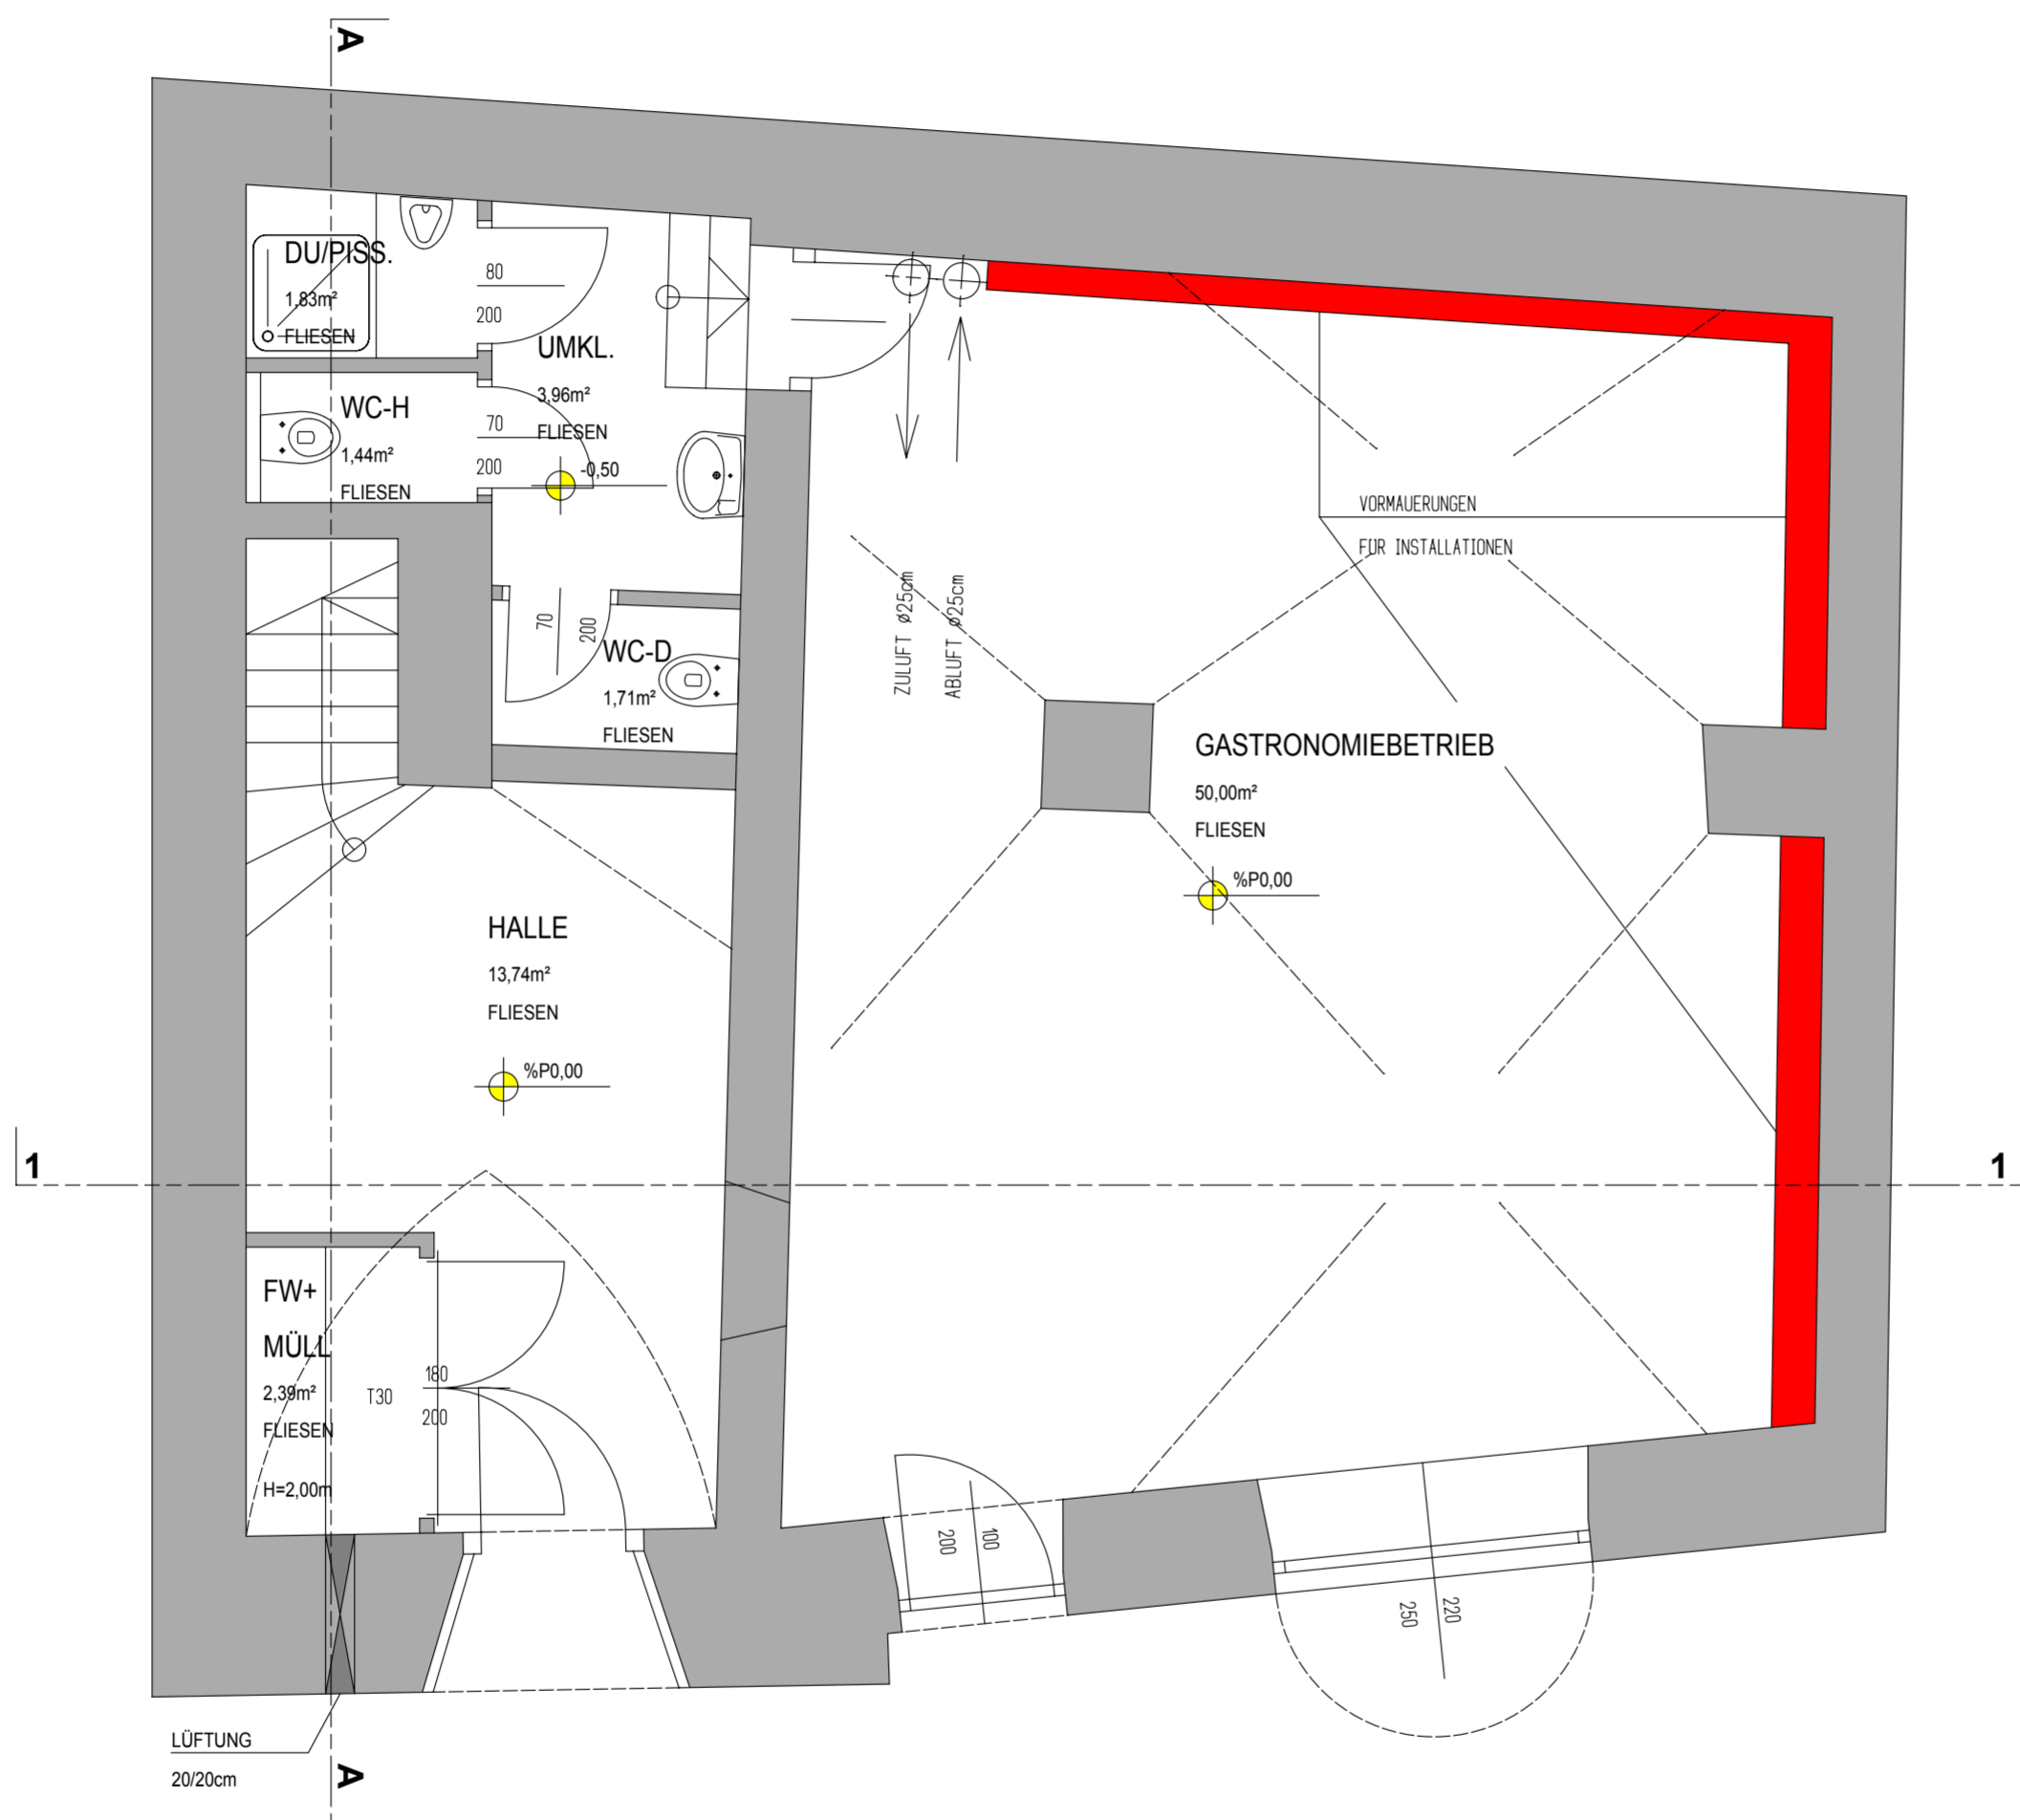 A
DU/PISS.
1,83m²
FLIESEN
80
200
UMKL.
3,96m²
FLIESEN
-0,50
WC-H
1,44m²
FLIESEN
70
200
VORMAUERUNGEN
FÜR INSTALLATIONEN
ZULUFT ø25cm
ABLUFT ø25cm
70
200
WC-D
1,71m²
FLIESEN
GASTRONOMIEBETRIEB
50,00m²
FLIESEN
%P0,00
HALLE
13,74m²
FLIESEN
%P0,00
1
1
FW+
MÜLL
2,39m²
FLIESEN
H=2,00m
T30
180
200
200
100
250
220
LÜFTUNG
20/20cm
A